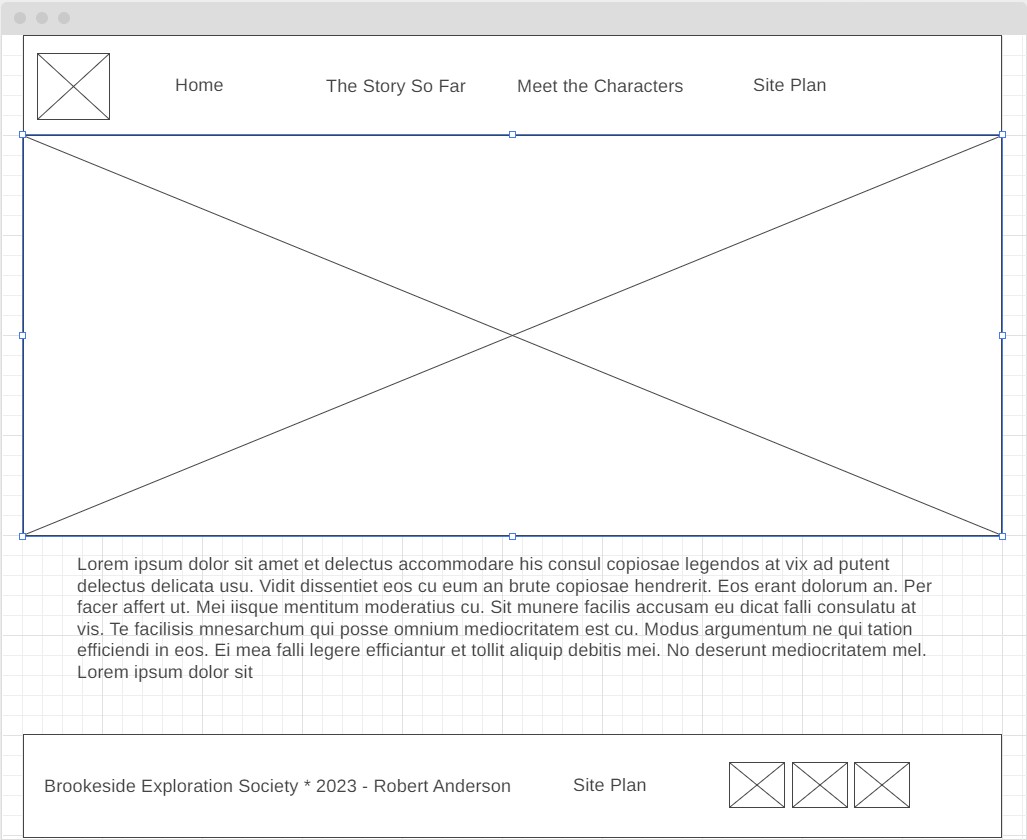 Home The Story So Far Meet the Characters Site Plan
Lorem ipsum dolor sit amet et delectus accommodare his consul copiosae legendos at vix ad putent
delectus delicata usu. Vidit dissentiet eos cu eum an brute copiosae hendrerit. Eos erant dolorum an. Per
facer affert ut. Mei iisque mentitum moderatius cu. Sit munere facilis accusam eu dicat falli consulatu at
vis. Te facilisis mnesarchum qui posse omnium mediocritatem est cu. Modus argumentum ne qui tation
efficiendi in eos. Ei mea falli legere efficiantur et tollit aliquip debitis mei. No deserunt mediocritatem mel.
Lorem ipsum dolor sit
Brookeside Exploration Society * 2023 - Robert Anderson Site Plan